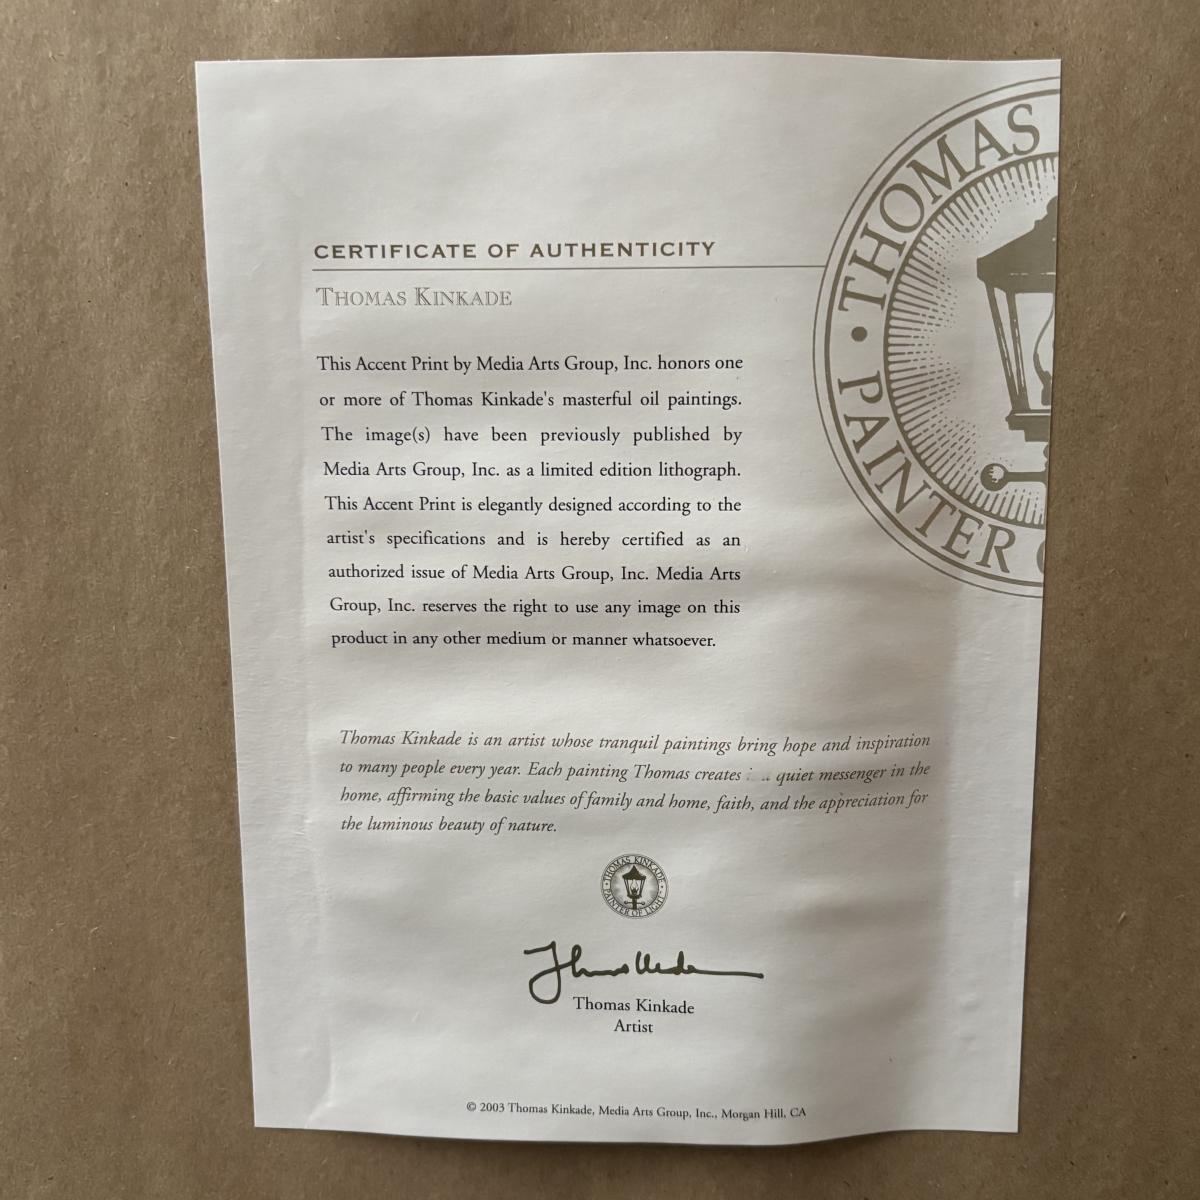 CERTIFICATE OF AUTHENTICITY
THOMAS KINKADE
This Accent Print by Media Arts Group, Inc. honors one
or more of Thomas Kinkade's masterful oil paintings.
The image(s) have been previously published by
Media Arts Group, Inc. as a limited edition lithograph.
This Accent Print is elegantly designed according to the
artist's specifications and is hereby certified as an
authorized issue of Media Arts Group, Inc. Media Arts
Group, Inc. reserves the right to use any image on this
product in any other medium or manner whatsoever.
THOMAS
PAINTER
Thomas Kinkade is an artist whose tranquil paintings bring hope and inspiration
to many people every year. Each painting Thomas creates quiet messenger in the
home, affirming the basic values of family and home, faith, and the appreciation for
the luminous beauty of nature.
THOMAS KINKADE
PAINTER OF LIGHT
Thomas Kinkade
Artist
© 2003 Thomas Kinkade, Media Arts Group, Inc., Morgan Hill, CA